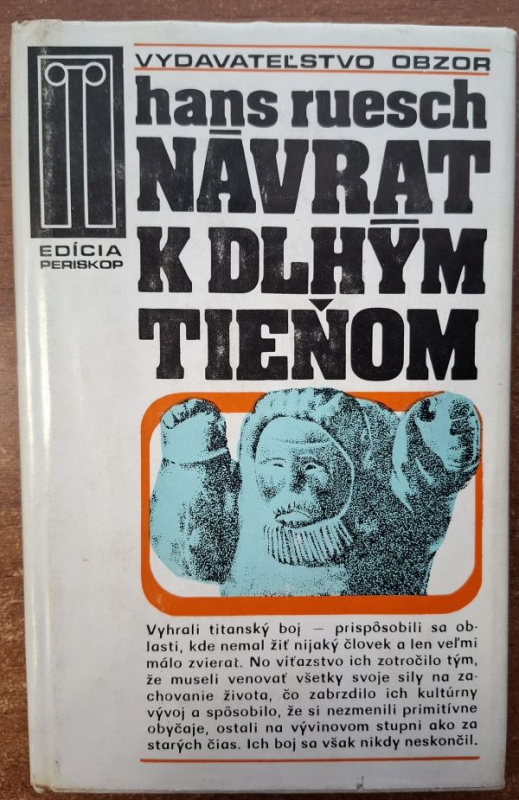 VYDAVATEĽSTVO OBZOR
hans ruesch
NÁVRAT
K DLHÝM
TIEŇOM
EDÍCIA
PERISKOP
Vyhrali titanský boj — prispôsobili sa ob-
lasti, kde nemal žiť nijaký človek a len veľmi
málo zvierat. No víťazstvo ich zotročilo tým,
že museli venovať všetky svoje sily na za-
chovanie života, čo zabrzdilo ich kultúrny
vývoj a spôsobilo, že si nezmenili primitívne
obyčaje, ostali na vývinovom stupni ako za
starých čias. Ich boj sa však nikdy neskončil.